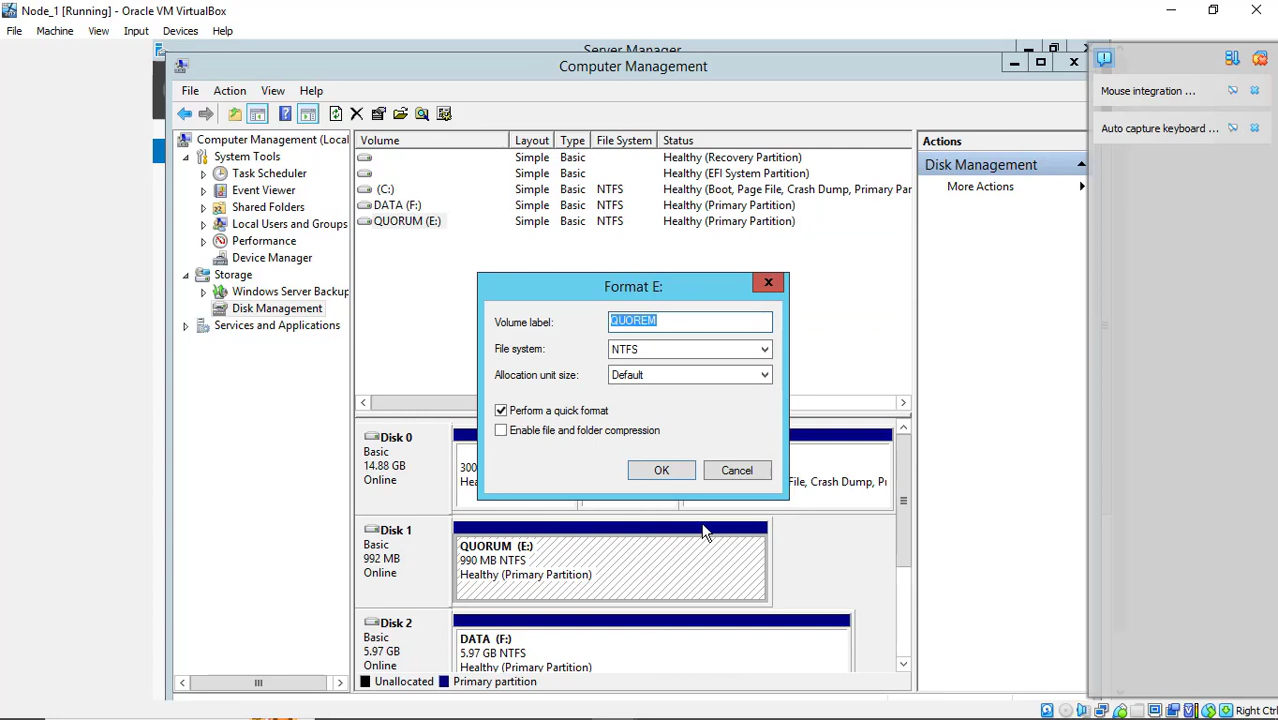 Node_1 [Running] - Oracle VM VirtualBox
File Machine View Input Devices Help
Server Manager
Computer Management
File Action View Help
Mouse integration ...
Auto capture keyboard ...
Computer Management (Local
System Tools
Task Scheduler
Event Viewer
Shared Folders
Local Users and Groups
Performance
Device Manager
Storage
Windows Server Backup
Disk Management
Services and Applications
Volume Layout Type File System Status
Simple Basic Healthy (Recovery Partition)
Simple Basic Healthy (EFI System Partition)
(C:) Simple Basic NTFS Healthy (Boot, Page File, Crash Dump, Primary Par
DATA (F:) Simple Basic NTFS Healthy (Primary Partition)
QUORUM (E:) Simple Basic NTFS Healthy (Primary Partition)
Actions
Disk Management
More Actions
Format E:
Volume label: QUOREM
File system: NTFS
Allocation unit size: Default
Perform a quick format
Enable file and folder compression
OK Cancel
Disk 0
Basic
14.88 GB
Online
300
Hea
File, Crash Dump, Pi
Disk 1
Basic
992 MB
Online
QUORUM (E:)
990 MB NTFS
Healthy (Primary Partition)
Disk 2
Basic
5.97 GB
Online
DATA (F:)
5.97 GB NTFS
Healthy (Primary Partition)
Unallocated Primary partition
Right Ctrl